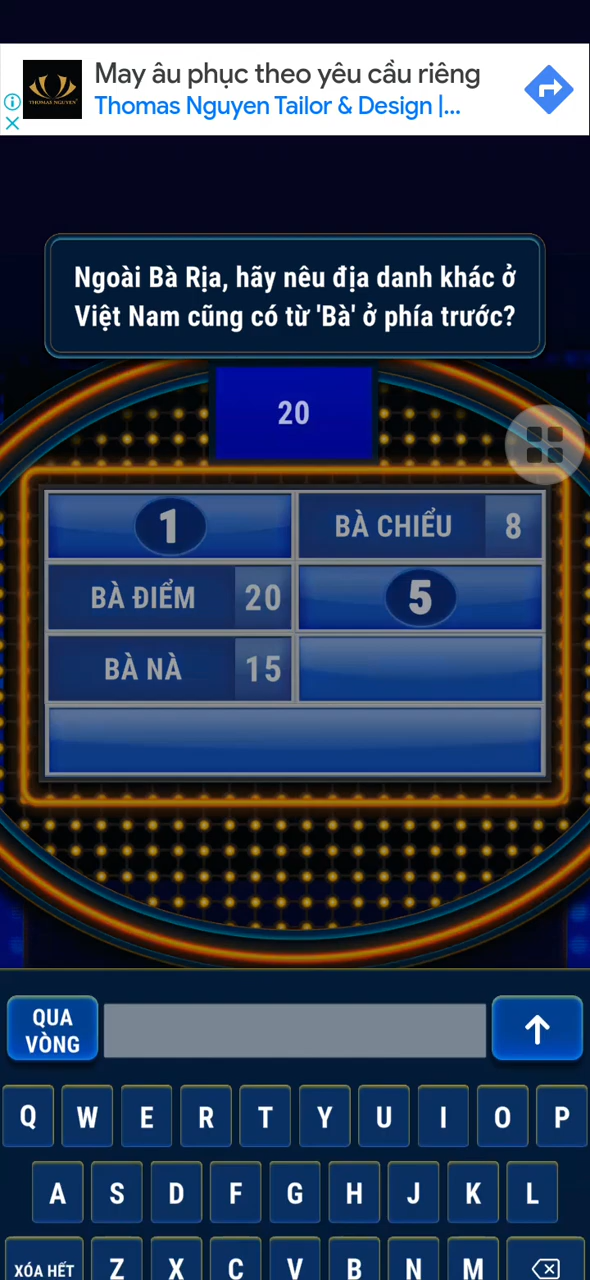 May âu phục theo yêu cầu riêng
THOMAS NGUYEN
Thomas Nguyen Tailor & Design |...
Ngoài Bà Rịa, hãy nêu địa danh khác ở
Việt Nam cũng có từ 'Bà' ở phía trước?
20
1
BÀ CHIỂU 8
BÀ ĐIỂM 20
5
BÀ NÀ 15
QUA
VÒNG
Q W E R T Y U I O P
A S D F G H J K L
XÓA HẾT Z X C V B N M